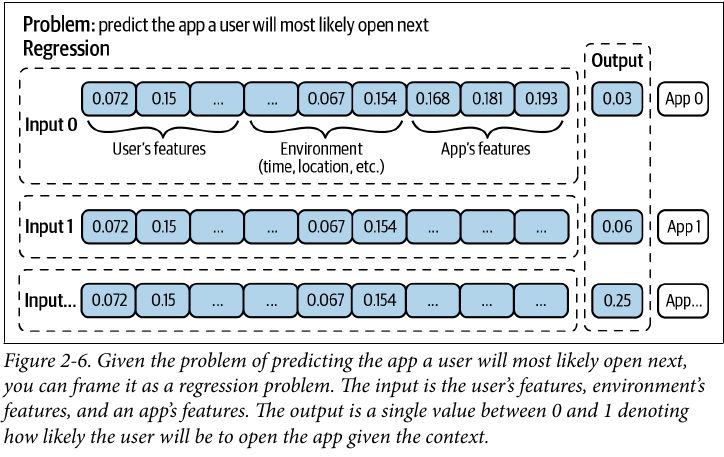 Problem: predict the app a user will most likely open next
Regression
Output
Input 0 0.072 0.15 ... ... 0.067 0.154 0.168 0.181 0.193 0.03 App 0
User's features Environment (time, location, etc.) App's features
Input 1 0.072 0.15 ... ... 0.067 0.154 ... ... ... 0.06 App 1
Input... 0.072 0.15 ... ... 0.067 0.154 ... ... ... 0.25 App...
Figure 2-6. Given the problem of predicting the app a user will most likely open next,
you can frame it as a regression problem. The input is the user's features, environment's
features, and an app's features. The output is a single value between 0 and 1 denoting
how likely the user will be to open the app given the context.